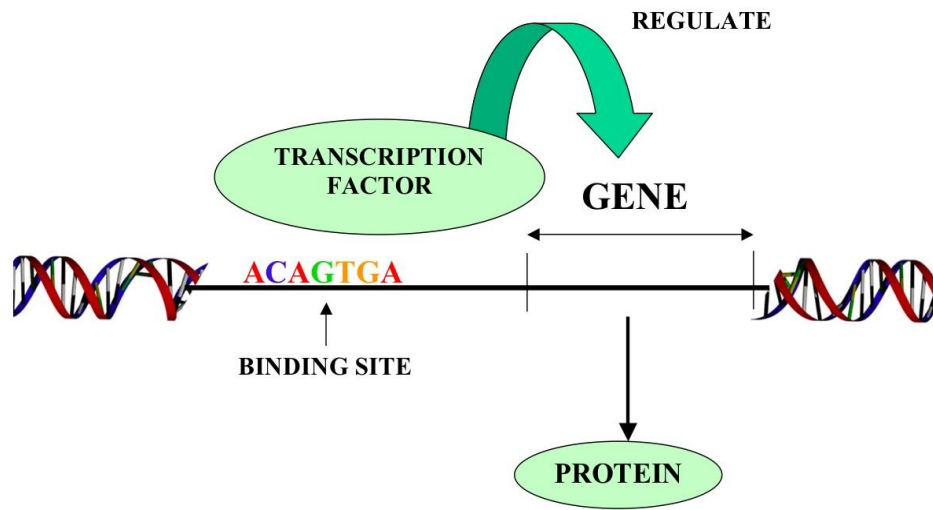 REGULATE
TRANSCRIPTION
FACTOR
GENE
ACAGTGA
BINDING SITE
PROTEIN